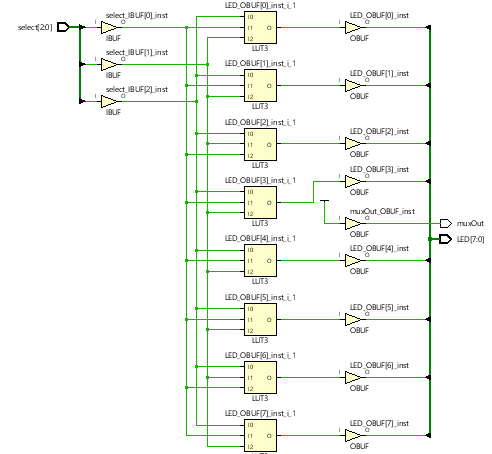 select[2:0]
select_IBUF[0]_inst
I
O
IBUF
select_IBUF[1]_inst
I
O
IBUF
select_IBUF[2]_inst
I
O
IBUF
LED_OBUF[0]_inst_i_1
I0
I1
O
I2
LUT3
LED_OBUF[0]_inst
I
O
OBUF
LED_OBUF[1]_inst_i_1
I0
I1
O
I2
LUT3
LED_OBUF[1]_inst
I
O
OBUF
LED_OBUF[2]_inst_i_1
I0
I1
O
I2
LUT3
LED_OBUF[2]_inst
I
O
OBUF
LED_OBUF[3]_inst_i_1
I0
I1
O
I2
LUT3
LED_OBUF[3]_inst
I
O
OBUF
muxOut_OBUF_inst
I
O
OBUF
muxOut
LED[7:0]
LED_OBUF[4]_inst_i_1
I0
I1
O
I2
LUT3
LED_OBUF[4]_inst
I
O
OBUF
LED_OBUF[5]_inst_i_1
I0
I1
O
I2
LUT3
LED_OBUF[5]_inst
I
O
OBUF
LED_OBUF[6]_inst_i_1
I0
I1
O
I2
LUT3
LED_OBUF[6]_inst
I
O
OBUF
LED_OBUF[7]_inst_i_1
I0
I1
O
I2
LUT3
LED_OBUF[7]_inst
I
O
OBUF